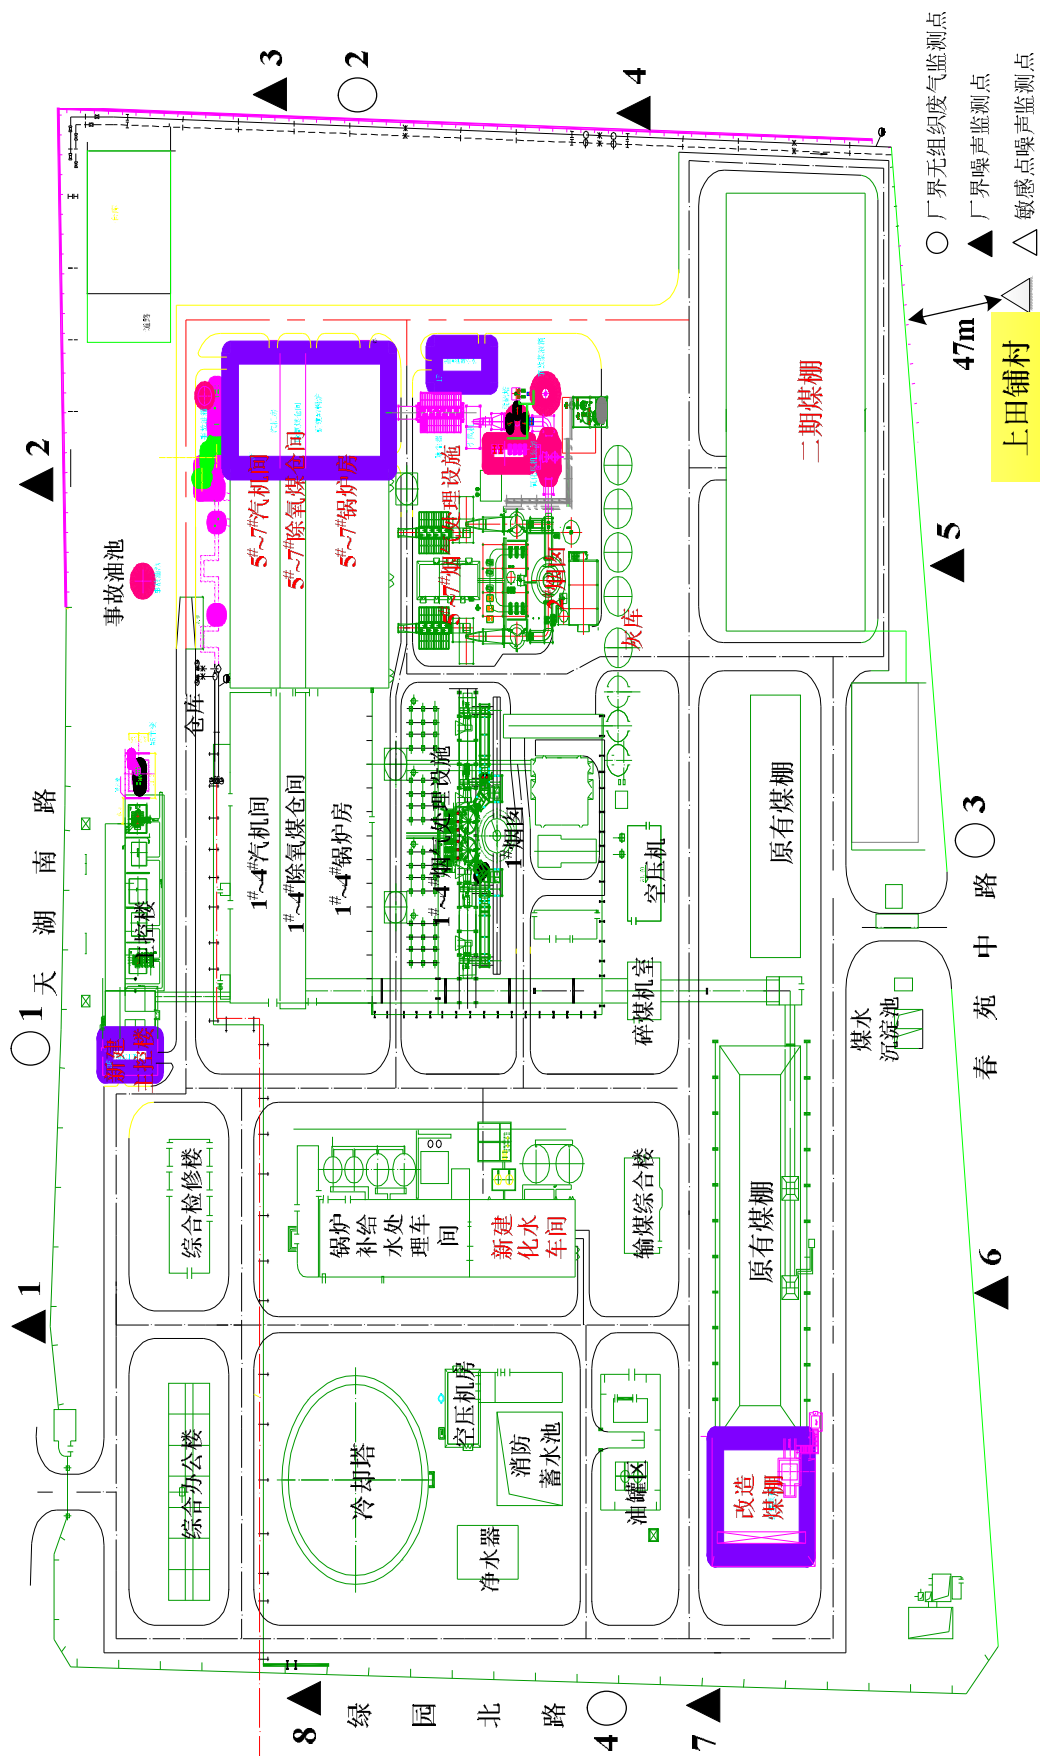 ○ 厂界无组织废气监测点
▲ 厂界噪声监测点
△ 敏感点噪声监测点
3
2
4
2
1
1
5
3
6
7
4
8
47m
上田铺村
天湖南路
春苑中路
绿园北路
事故油池
仓库
道路
主控楼
5#~7#汽机间
5#~7#除氧煤仓间
5#~7#锅炉房
5#~7#烟气处理设施
2#烟囱
灰库
二期煤棚
1#~4#汽机间
1#~4#除氧煤仓间
1#~4#锅炉房
1#~4#烟气处理设施
1#烟囱
空压机
碎煤机室
原有煤棚
煤水
沉淀池
综合检修楼
锅炉
补给
水处
理车
间
新建
化水
车间
输煤综合楼
原有煤棚
综合办公楼
冷却塔
空压机房
消防
蓄水池
净水器
油罐区
改造
煤棚